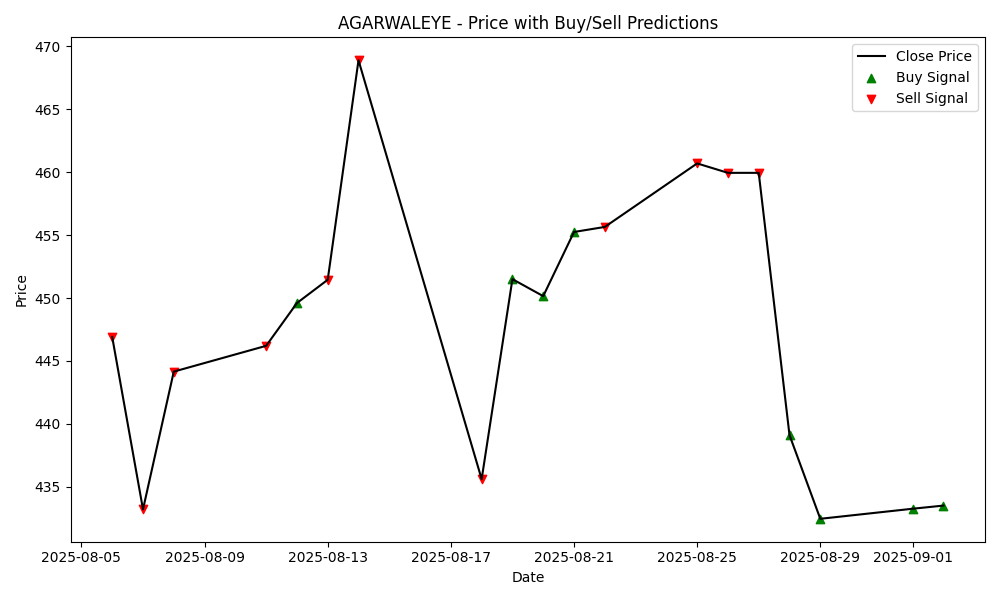 AGARWALEYE - Price with Buy/Sell Predictions
Close Price
Buy Signal
Sell Signal
Price
470
465
460
455
450
445
440
435
2025-08-05
2025-08-09
2025-08-13
2025-08-17
2025-08-21
2025-08-25
2025-08-29
2025-09-01
Date